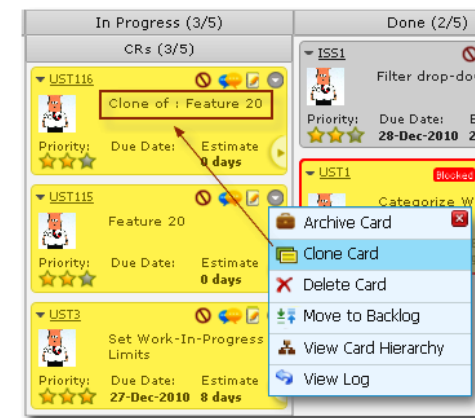 In Progress (3/5)
Done (2/5)
CRs (3/5)
UST116
Clone of : Feature 20
Priority: Due Date: Estimate
0 days
UST115
Feature 20
Priority: Due Date: Estimate
0 days
UST3
Set Work-In-Progress
Limits
Priority: Due Date: Estimate
27-Dec-2010 8 days
ISS1
Filter
Priority: Due Date:
28-Dec-2010
UST1
Blocked
Categorize
Archive Card
Clone Card
Delete Card
Move to Backlog
View Card Hierarchy
View Log